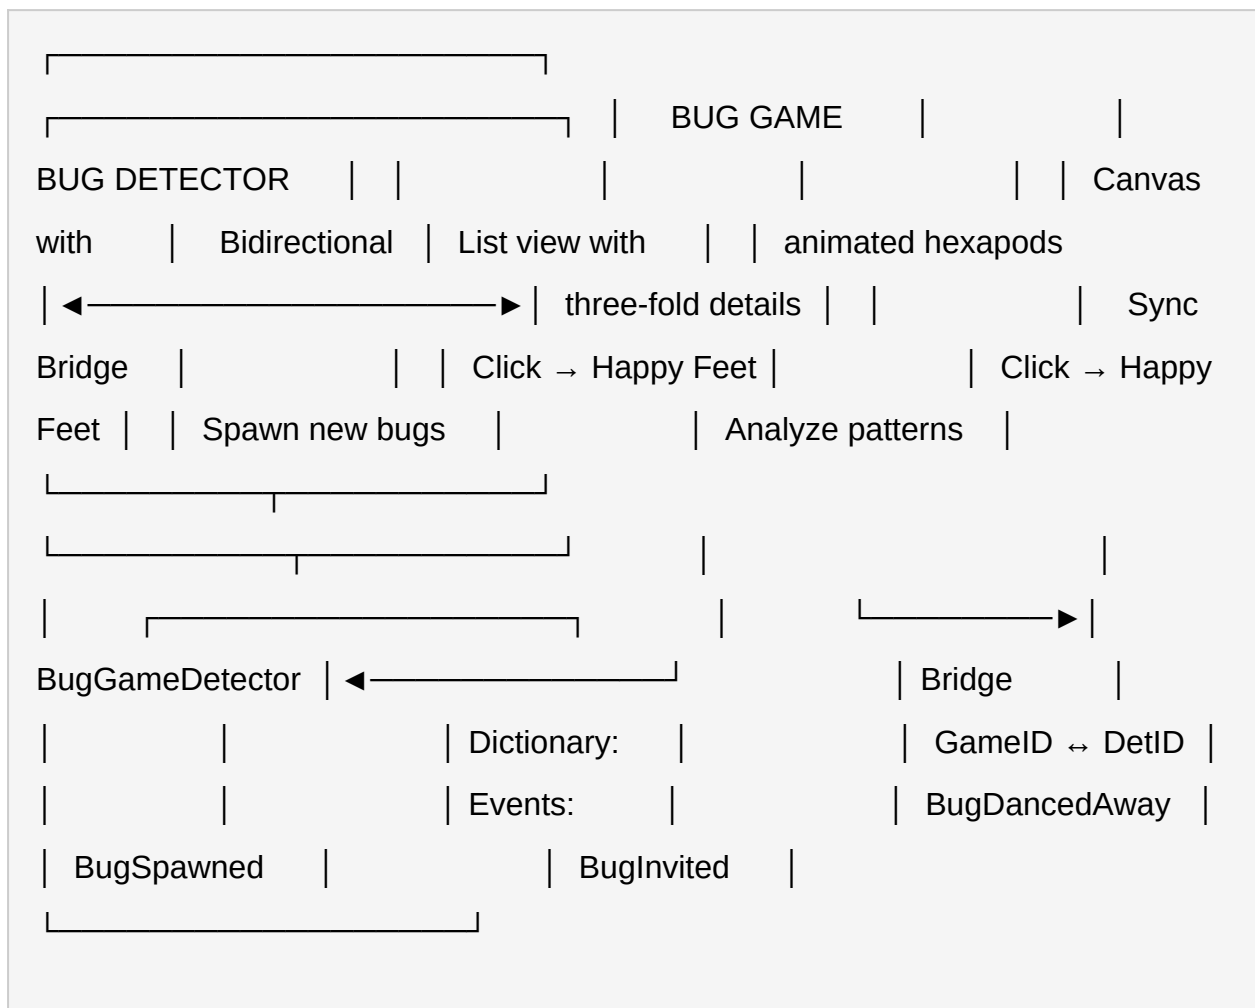 ┌─────────────────────┐
┌──────────────────────┐ │ BUG GAME │ │
BUG DETECTOR │ │ │ │ │ │ Canvas
with │ Bidirectional │ List view with │ │ animated hexapods
│◄──────────────────►│ three-fold details │ │ │ Sync
Bridge │ │ │ Click → Happy Feet │ │ Click → Happy
Feet │ │ Spawn new bugs │ │ Analyze patterns │
└──────────┬───────────┘
└───────────┬───────────┘ │ │
│ ┌──────────────────┐ │ └────────►│
BugGameDetector │◄─────────────┘ │ Bridge │
│ │ │ Dictionary: │ │ GameID ↔ DetID │
│ │ │ Events: │ │ BugDancedAway │
│ BugSpawned │ │ BugInvited │
└──────────────────┘